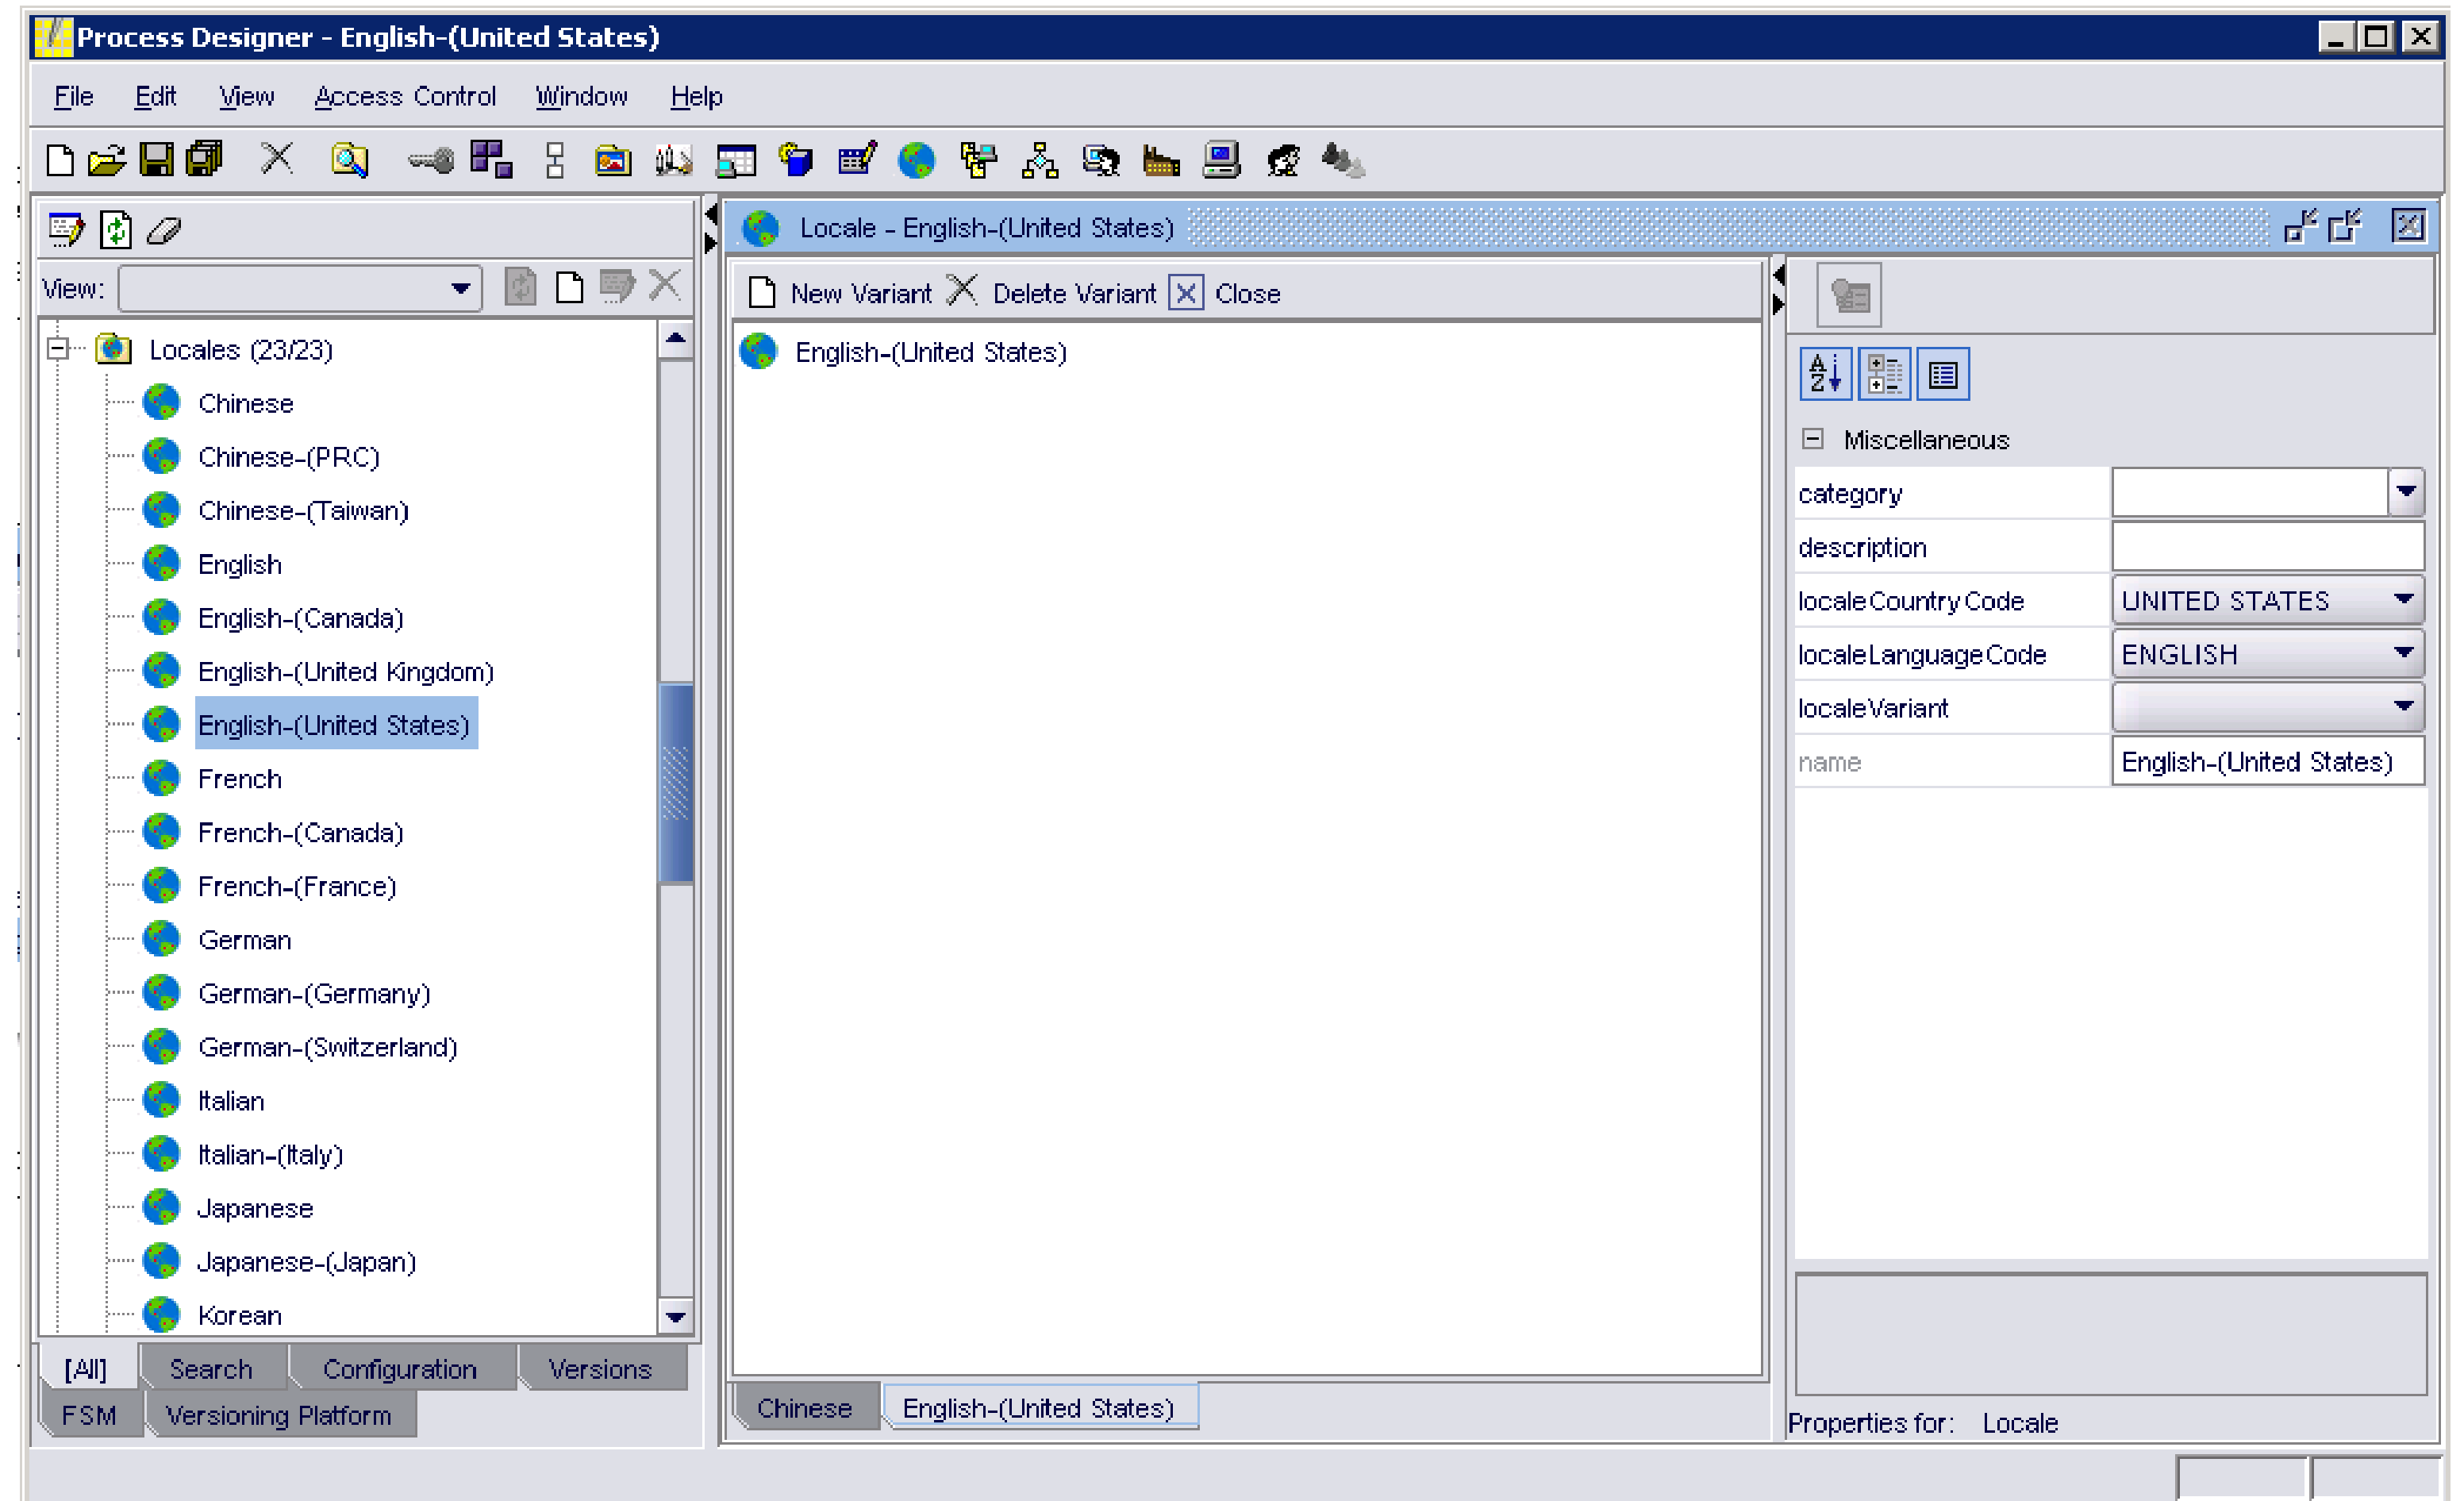 Process Designer - English-(United States)
File Edit View Access Control Window Help
View:
Locales (23/23)
Chinese
Chinese-(PRC)
Chinese-(Taiwan)
English
English-(Canada)
English-(United Kingdom)
English-(United States)
French
French-(Canada)
French-(France)
German
German-(Germany)
German-(Switzerland)
Italian
Italian-(Italy)
Japanese
Japanese-(Japan)
Korean
[All] Search Configuration Versions
FSM Versioning Platform
Locale - English-(United States)
New Variant Delete Variant Close
English-(United States)
Chinese English-(United States)
Miscellaneous
category
description
localeCountryCode UNITED STATES
localeLanguageCode ENGLISH
localeVariant
name English-(United States)
Properties for: Locale